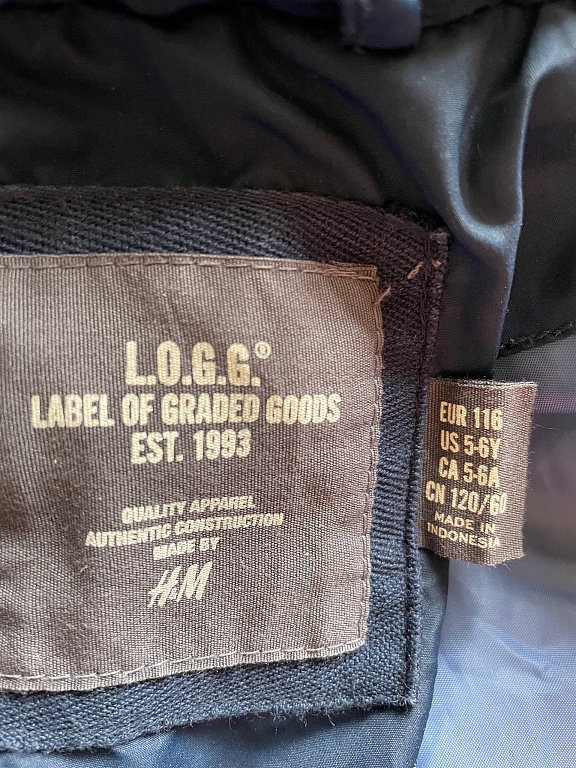 L.O.G.G.®
LABEL OF GRADED GOODS
EST. 1993
QUALITY APPAREL
AUTHENTIC CONSTRUCTION
MADE BY
H&M
EUR 116
US 5-6Y
CA 5-6A
CN 120/60
MADE IN
INDONESIA